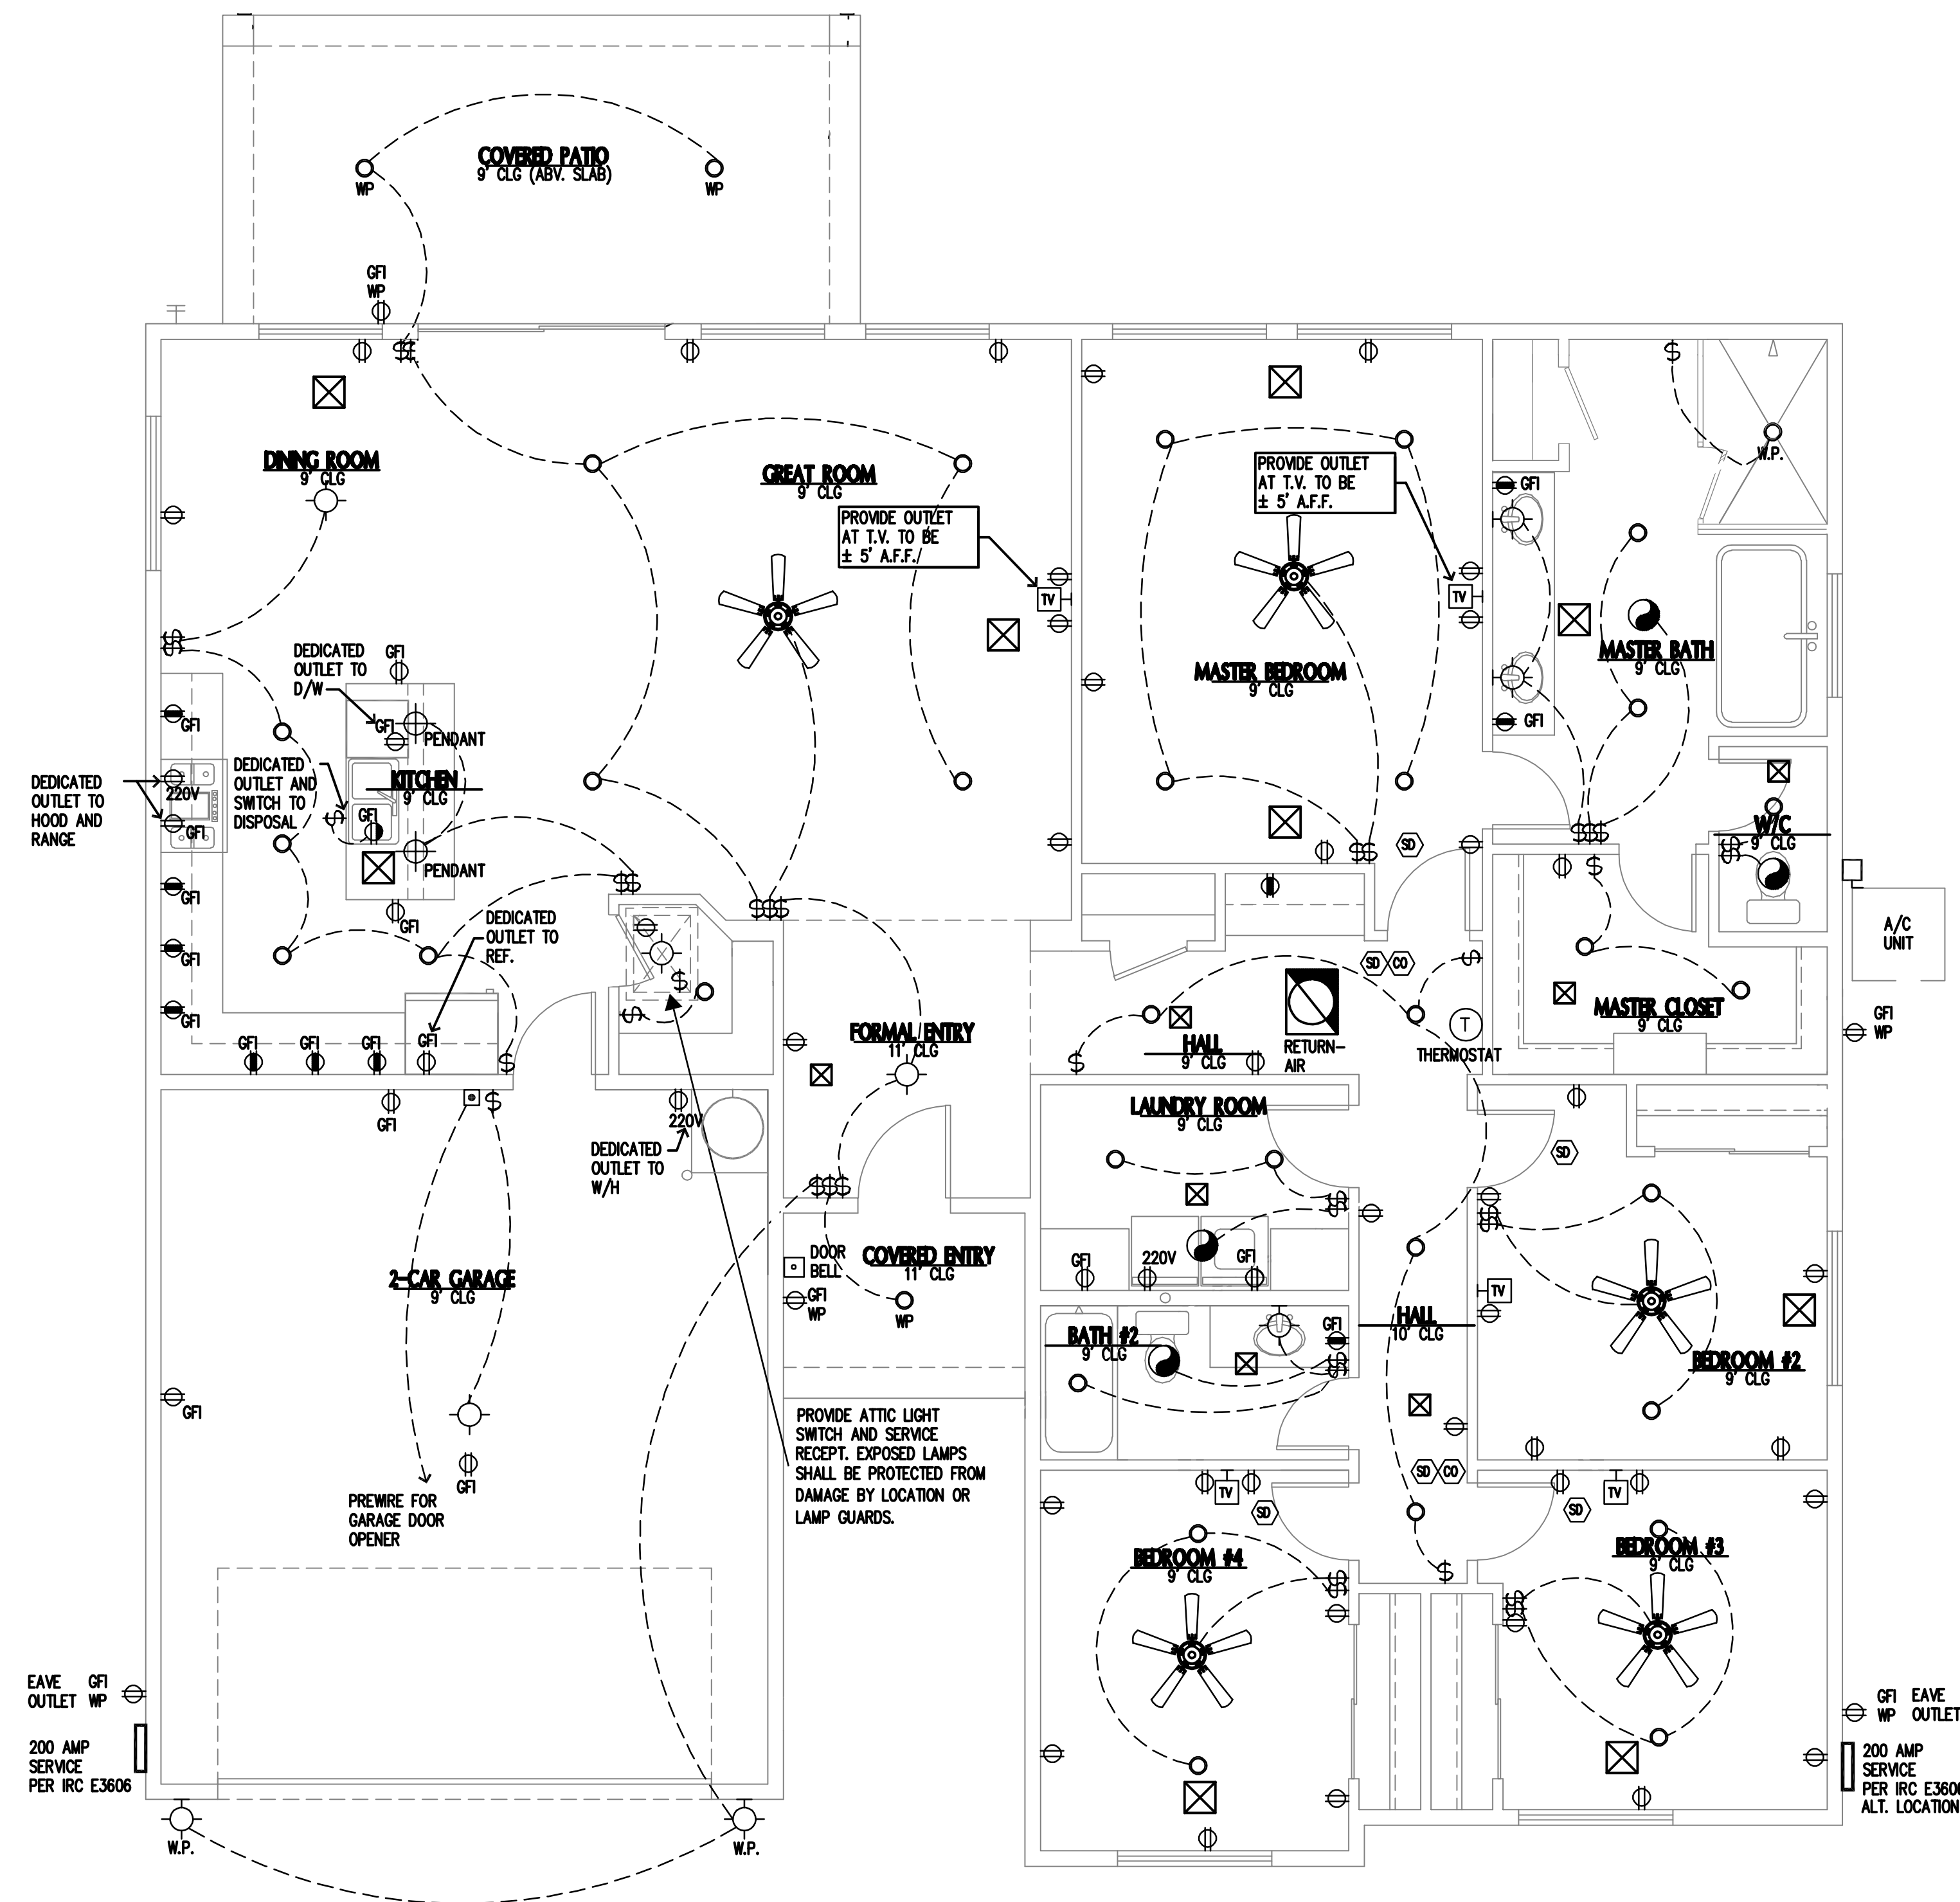 COVERED PATIO
9' CLG (ABV. SLAB)
WP
WP
GFI
WP
DINING ROOM
9' CLG
GREAT ROOM
9' CLG
PROVIDE OUTLET
AT T.V. TO BE
± 5' A.F.F.
TV
PROVIDE OUTLET
AT T.V. TO BE
± 5' A.F.F.
TV
MASTER BEDROOM
9' CLG
W.P.
GFI
GFI
MASTER BATH
9' CLG
DEDICATED
OUTLET TO
D/W
GFI
GFI
PENDANT
GFI
DEDICATED
OUTLET TO
HOOD AND
RANGE
220V
GFI
DEDICATED
OUTLET AND
SWITCH TO
DISPOSAL
GFI
KITCHEN
9' CLG
PENDANT
GFI
W/C
9' CLG
SD
GFI
GFI
GFI
DEDICATED
OUTLET TO
REF.
GFI
GFI
GFI
GFI
A/C
UNIT
SD
CO
MASTER CLOSET
9' CLG
GFI
WP
FORMAL ENTRY
11' CLG
HALL
9' CLG
RETURN-
AIR
T
THERMOSTAT
GFI
220V
DEDICATED
OUTLET TO
W/H
LAUNDRY ROOM
9' CLG
SD
GFI
220V
GFI
DOOR
BELL
GFI
WP
COVERED ENTRY
11' CLG
WP
2-CAR GARAGE
9' CLG
TV
HALL
10' CLG
BATH #2
9' CLG
GFI
BEDROOM #2
9' CLG
GFI
PROVIDE ATTIC LIGHT
SWITCH AND SERVICE
RECEPT. EXPOSED LAMPS
SHALL BE PROTECTED FROM
DAMAGE BY LOCATION OR
LAMP GUARDS.
GFI
PREWIRE FOR
GARAGE DOOR
OPENER
SD
CO
TV
SD
TV
SD
BEDROOM #4
9' CLG
BEDROOM #3
9' CLG
EAVE GFI
OUTLET WP
200 AMP
SERVICE
PER IRC E3606
GFI EAVE
WP OUTLET
200 AMP
SERVICE
PER IRC E3606
ALT. LOCATION
W.P.
W.P.